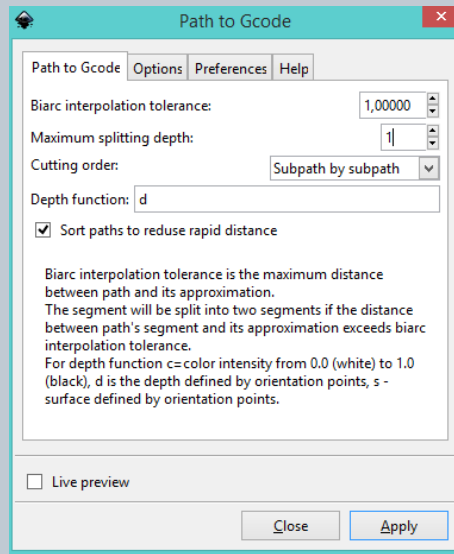 Path to Gcode
Path to Gcode Options Preferences Help
Biarc interpolation tolerance: 1,00000
Maximum splitting depth: 1
Cutting order: Subpath by subpath
Depth function: d
Sort paths to reduse rapid distance
Biarc interpolation tolerance is the maximum distance
between path and its approximation.
The segment will be split into two segments if the distance
between path's segment and its approximation exceeds biarc
interpolation tolerance.
For depth function c=color intensity from 0.0 (white) to 1.0
(black), d is the depth defined by orientation points, s -
surface defined by orientation points.
Live preview
Close Apply